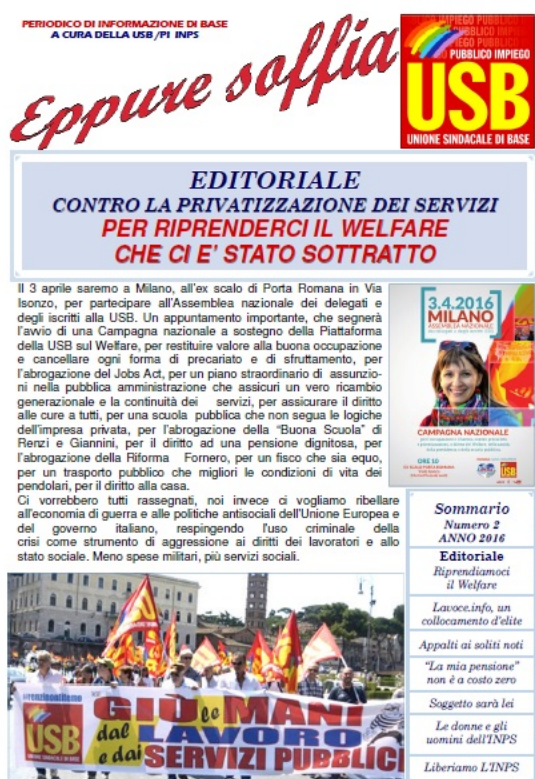 PERIODICO DI INFORMAZIONE DI BASE
A CURA DELLA USB /PI INPS
Eppure soffia
PUBBLICO IMPIEGO
USB
UNIONE SINDACALE DI BASE
EDITORIALE
CONTRO LA PRIVATIZZAZIONE DEI SERVIZI
PER RIPRENDERCI IL WELFARE
CHE CI E' STATO SOTTRATTO
Il 3 aprile saremo a Milano, all'ex scalo di Porta Romana in Via
Isonzo, per partecipare all'Assemblea nazionale dei delegati e
degli iscritti alla USB. Un appuntamento importante, che segnerà
l'avvio di una Campagna nazionale a sostegno della Piattaforma
della USB sul Welfare, per restituire valore alla buona occupazione
e cancellare ogni forma di precariato e di sfruttamento, per
l'abrogazione del Jobs Act, per un piano straordinario di assunzio-
ni nella pubblica amministrazione che assicuri un vero ricambio
generazionale e la continuità dei servizi, per assicurare il diritto
alle cure a tutti, per una scuola pubblica che non segua le logiche
dell'impresa privata, per l'abrogazione della "Buona Scuola" di
Renzi e Giannini, per il diritto ad una pensione dignitosa, per
l'abrogazione della Riforma Fornero, per un fisco che sia equo,
per un trasporto pubblico che migliori le condizioni di vita dei
pendolari, per il diritto alla casa.
Ci vorrebbero tutti rassegnati, noi invece ci vogliamo ribellare
all'economia di guerra e alle politiche antisociali dell'Unione Europea e
del governo italiano, respingendo l'uso criminale della
crisi come strumento di aggressione ai diritti dei lavoratori e allo
stato sociale. Meno spese militari, più servizi sociali.
3.4.2016
MILANO
ASSEMBLEA NAZIONALE
CAMPAGNA NAZIONALE
ORE 10
USB
Sommario
Numero 2
ANNO 2016
Editoriale
Riprendiamoci
il Welfare
Lavoce.info, un
collocamento d'elite
Appalti ai soliti noti
"La mia pensione"
non è a costo zero
Soggetto sarà lei
Le donne e gli
uomini dell'INPS
Liberiamo L'INPS
USB
GIÙ le MANI
dal LAVORO
e dai SERVIZI PUBBLICI